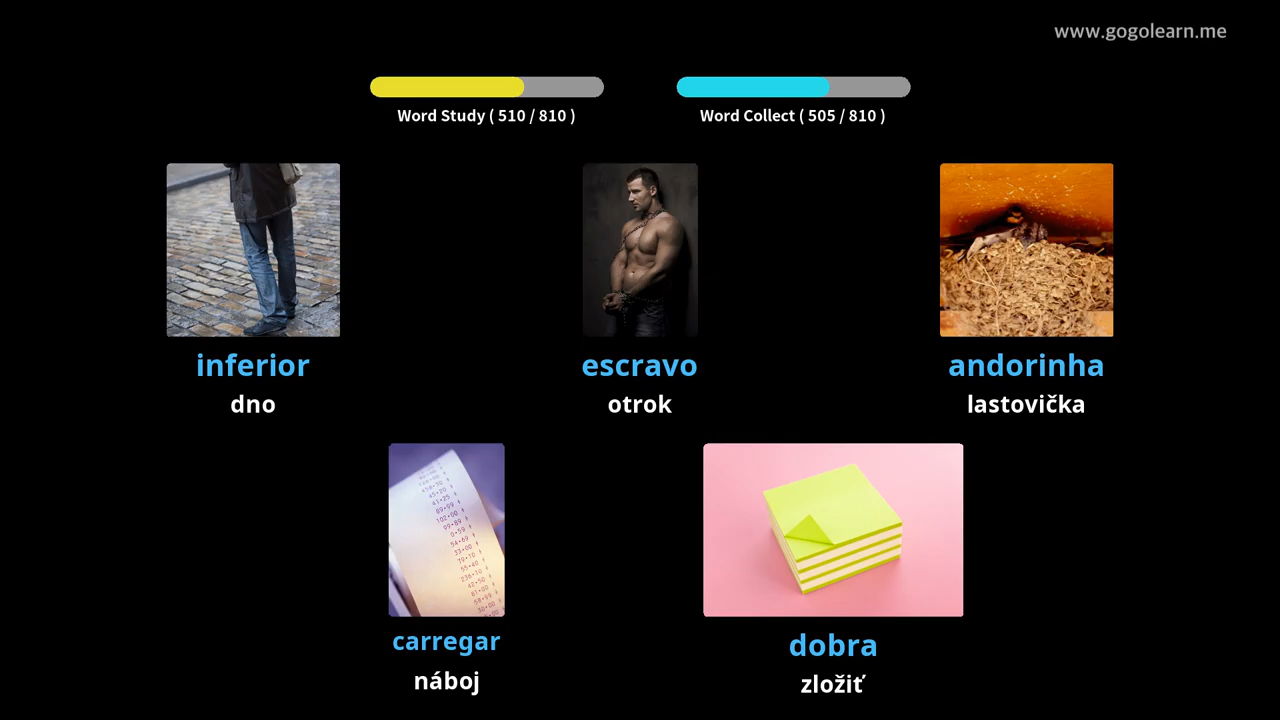 www.gogolearn.me
Word Study ( 510 / 810 )
Word Collect ( 505 / 810 )
inferior
dno
escravo
otrok
andorinha
lastovička
carregar
náboj
dobra
zložiť